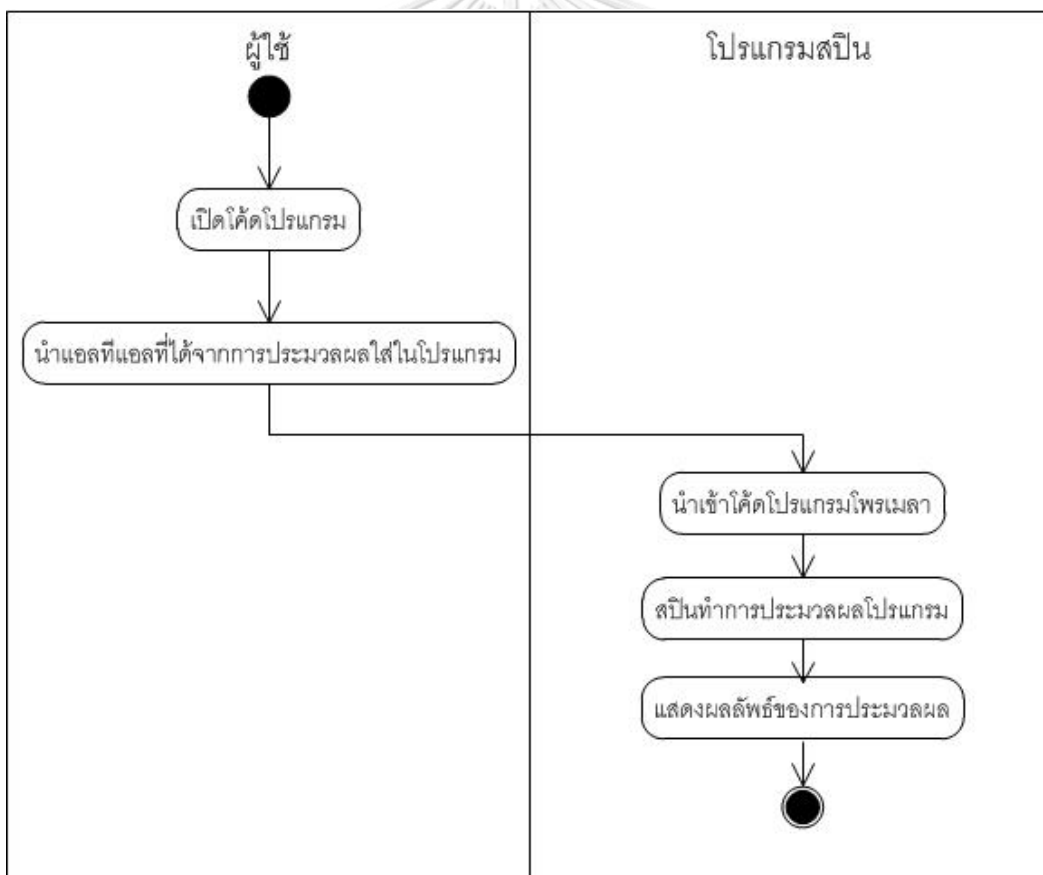 ผู้ใช้
โปรแกรมสปิน
เปิดโค้ดโปรแกรม
นำแอลทีแอลที่ได้จากการประมวลผลใส่ในโปรแกรม
นำเข้าโค้ดโปรแกรมโพรเมลา
สปินทำการประมวลผลโปรแกรม
แสดงผลลัพธ์ของการประมวลผล